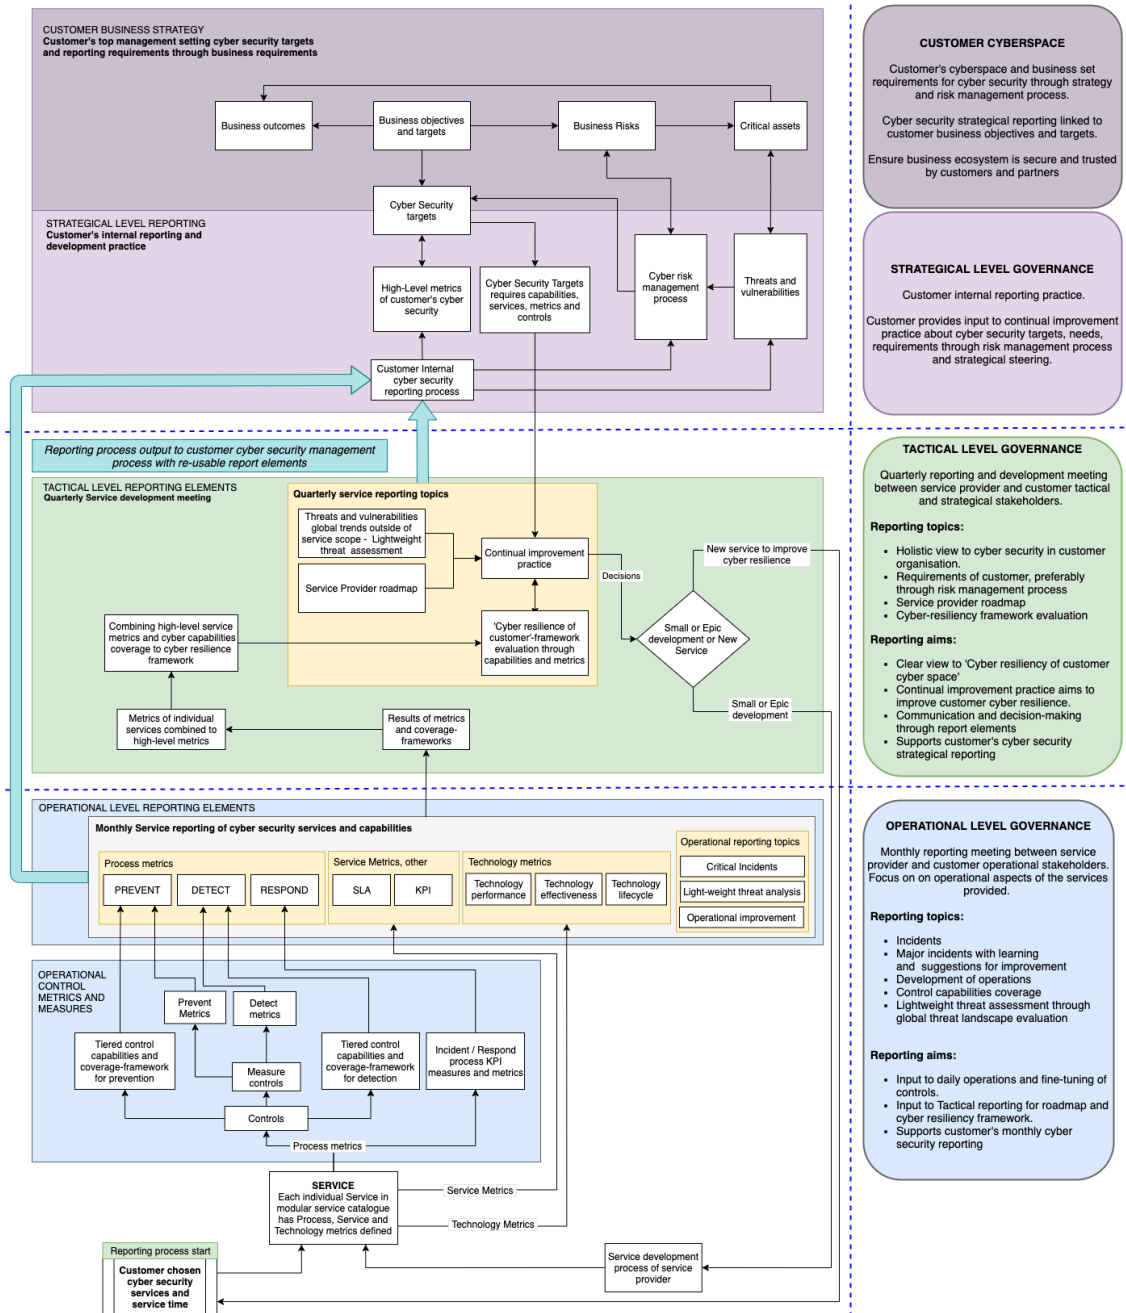 CUSTOMER BUSINESS STRATEGY
Customer's top management setting cyber security targets
and reporting requirements through business requirements
Business outcomes
Business objectives
and targets
Business Risks
Critical assets
Cyber Security
targets
STRATEGICAL LEVEL REPORTING
Customer's internal reporting and
development practice
High-Level metrics
of customer's cyber
security
Cyber Security Targets
requires capabilities,
services, metrics and
controls
Cyber risk
management
process
Threats and
vulnerabilities
Customer Internal
cyber security
reporting process
Reporting process output to customer cyber security management
process with re-usable report elements
TACTICAL LEVEL REPORTING ELEMENTS
Quarterly Service development meeting
Quarterly service reporting topics
Threats and vulnerabilities
global trends outside of
service scope - Lightweight
threat assessment
Service Provider roadmap
Continual improvement
practice
Decisions
New service to improve
cyber resilience
Combining high-level service
metrics and cyber capabilities
coverage to cyber resilience
framework
'Cyber resilience of
customer'-framework
evaluation through
capabilities and metrics
Small or Epic
development or New
Service
Small or Epic
development
Metrics of individual
services combined to
high-level metrics
Results of metrics
and coverage-
frameworks
OPERATIONAL LEVEL REPORTING ELEMENTS
Monthly Service reporting of cyber security services and capabilities
Process metrics
PREVENT
DETECT
RESPOND
Service Metrics, other
SLA
KPI
Technology metrics
Technology
performance
Technology
effectiveness
Technology
lifecycle
Operational reporting topics
Critical Incidents
Light-weight threat analysis
Operational improvement
OPERATIONAL
CONTROL
METRICS AND
MEASURES
Prevent
Metrics
Detect
metrics
Tiered control
capabilities and
coverage-framework
for prevention
Measure
controls
Tiered control
capabilities and
coverage-framework
for detection
Incident / Respond
process KPI
measures and metrics
Controls
Process metrics
SERVICE
Each individual Service in
modular service catalogue
has Process, Service and
Technology metrics defined
Service Metrics
Technology Metrics
Reporting process start
Customer chosen
cyber security
services and
service time
Service development
process of service
provider
CUSTOMER CYBERSPACE
Customer's cyberspace and business set
requirements for cyber security through strategy
and risk management process.
Cyber security strategical reporting linked to
customer business objectives and targets.
Ensure business ecosystem is secure and trusted
by customers and partners
STRATEGICAL LEVEL GOVERNANCE
Customer internal reporting practice.
Customer provides input to continual improvement
practice about cyber security targets, needs,
requirements through risk management process
and strategical steering.
TACTICAL LEVEL GOVERNANCE
Quarterly reporting and development meeting
between service provider and customer tactical
and strategical stakeholders.
Reporting topics:
• Holistic view to cyber security in customer
organisation.
• Requirements of customer, preferably
through risk management process
• Service provider roadmap
• Cyber-resiliency framework evaluation
Reporting aims:
• Clear view to 'Cyber resiliency of customer
cyber space'
• Continual improvement practice aims to
improve customer cyber resilience.
• Communication and decision-making
through report elements
• Supports customer's cyber security
strategical reporting
OPERATIONAL LEVEL GOVERNANCE
Monthly reporting meeting between service
provider and customer operational stakeholders.
Focus on on operational aspects of the services
provided.
Reporting topics:
• Incidents
• Major incidents with learning
and suggestions for improvement
• Development of operations
• Control capabilities coverage
• Lightweight threat assessment through
global threat landscape evaluation
Reporting aims:
• Input to daily operations and fine-tuning of
controls.
• Input to Tactical reporting for roadmap and
cyber resiliency framework.
• Supports customer's monthly cyber
security reporting